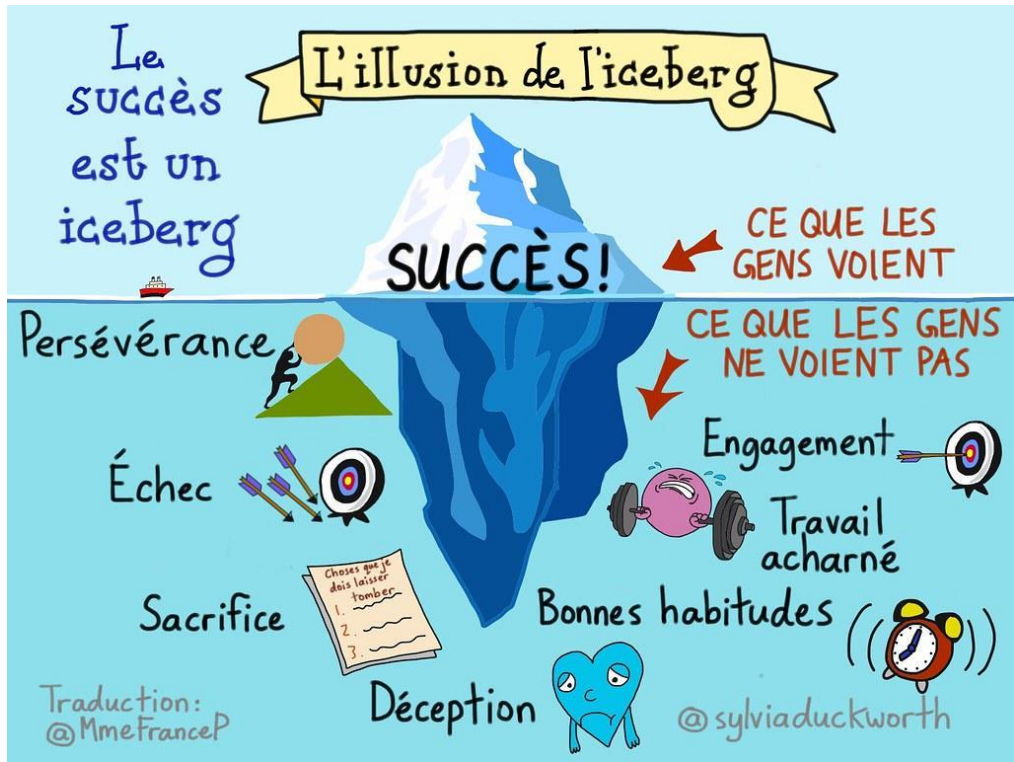 Le
succès
est un
iceberg
L'illusion de l'iceberg
SUCCÈS!
CE QUE LES
GENS VOIENT
CE QUE LES GENS
NE VOIENT PAS
Persévérance
Échec
Sacrifice
Choses que je
dois laisser
tomber
1.
2.
3.
Déception
Engagement
Travail
acharné
Bonnes habitudes
Traduction:
@MmeFranceP
@sylviaduckworth